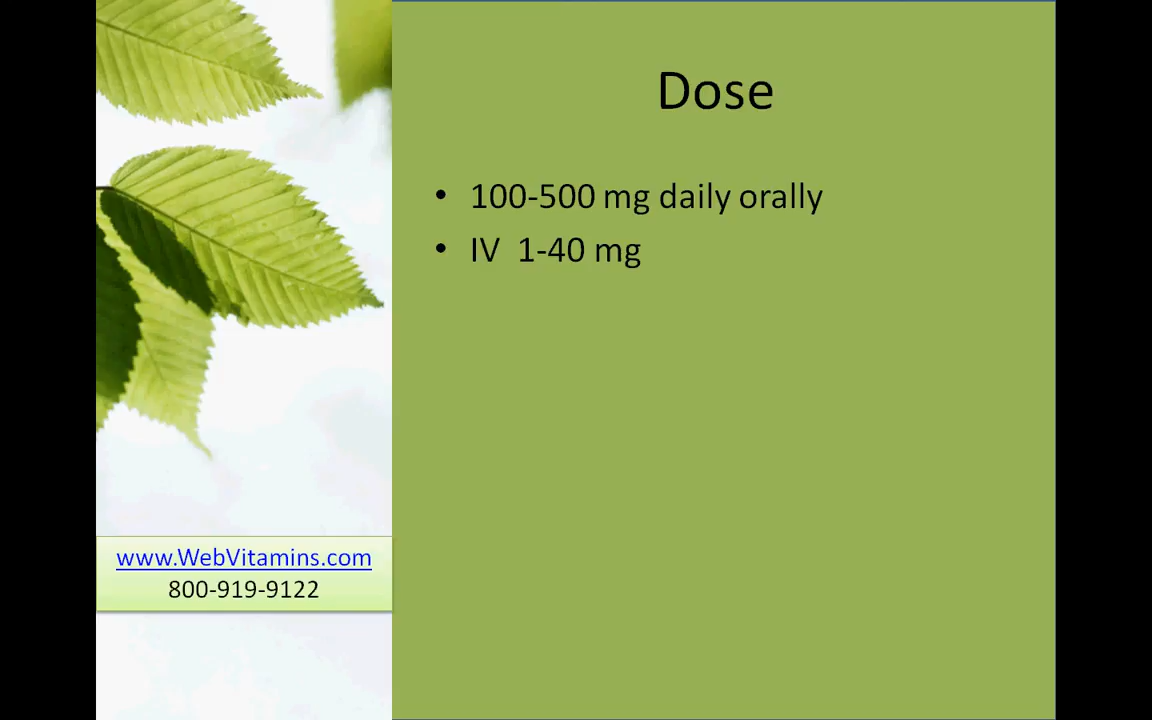 Dose
• 100-500 mg daily orally
• IV  1-40 mg
www.WebVitamins.com
800-919-9122